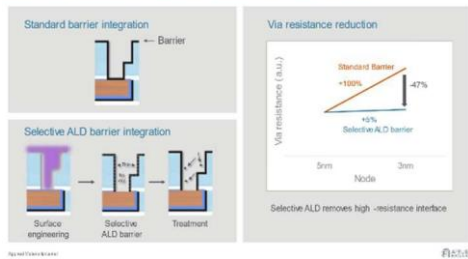 Standard barrier integration
Barrier
Selective ALD barrier integration
Surface
engineering
Selective
ALD barrier
Treatment
Via resistance reduction
Via resistance (a.u.)
Standard Barrier
+100%
-47%
+5%
Selective ALD barrier
5nm
3nm
Node
Selective ALD removes high -resistance interface